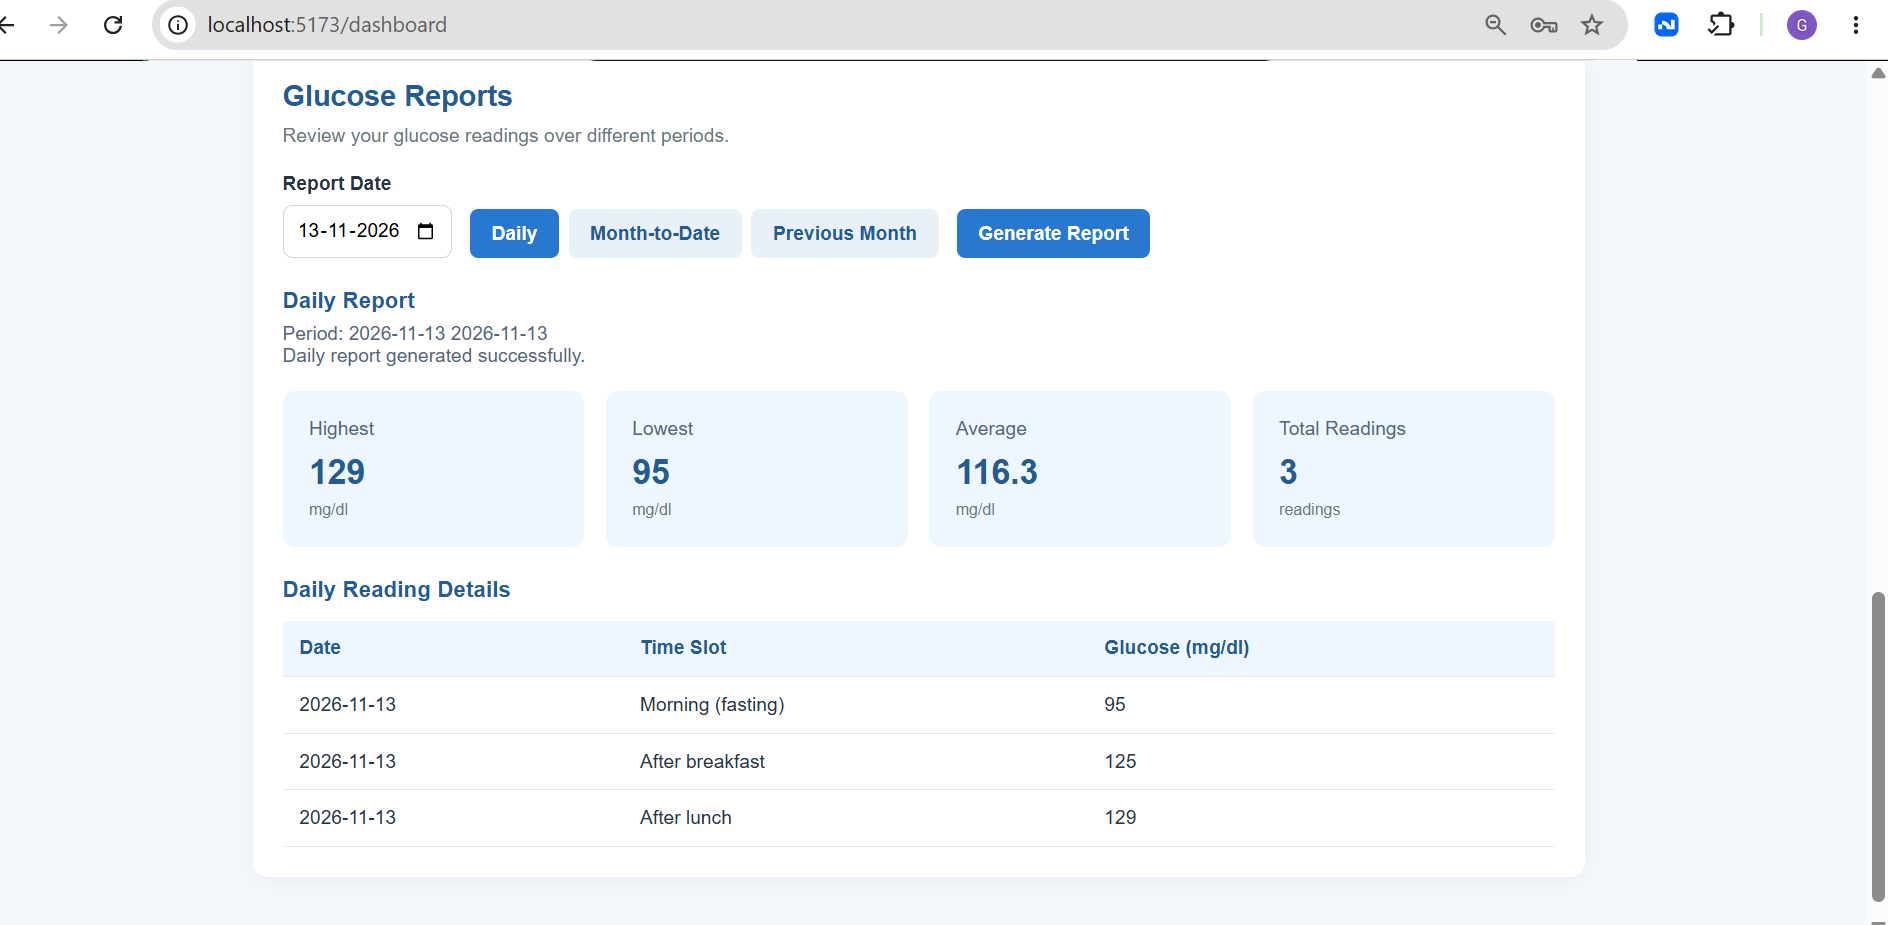 localhost:5173/dashboard
G
Glucose Reports
Review your glucose readings over different periods.
Report Date
13-11-2026
Daily
Month-to-Date
Previous Month
Generate Report
Daily Report
Period: 2026-11-13 2026-11-13
Daily report generated successfully.
Highest
129
mg/dl
Lowest
95
mg/dl
Average
116.3
mg/dl
Total Readings
3
readings
Daily Reading Details
Date Time Slot Glucose (mg/dl)
2026-11-13 Morning (fasting) 95
2026-11-13 After breakfast 125
2026-11-13 After lunch 129